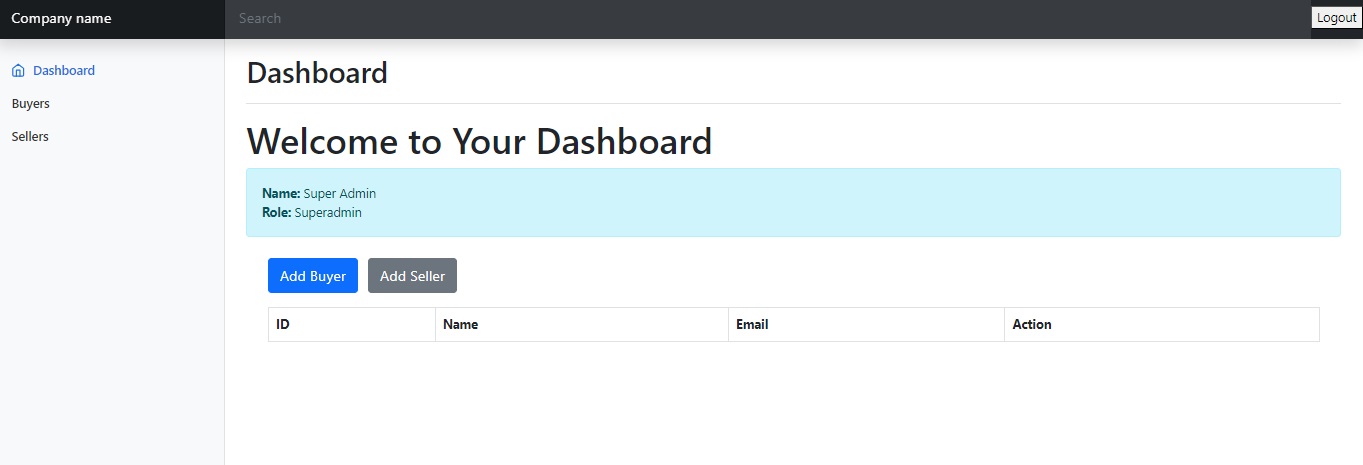 Company name
Search
Logout
Dashboard
Buyers
Sellers
Dashboard
Welcome to Your Dashboard
Name: Super Admin
Role: Superadmin
Add Buyer Add Seller
ID Name Email Action